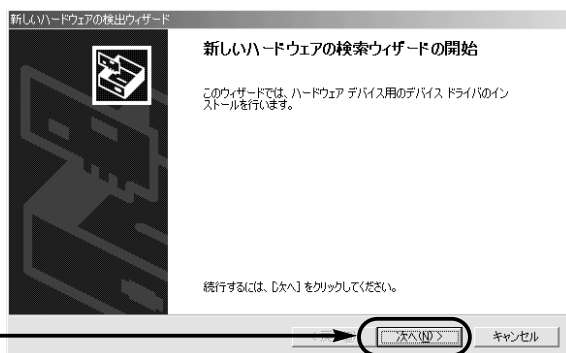 新しいハードウェアの検出ウィザード
新しいハードウェアの検索ウィザードの開始
このウィザードでは、ハードウェア デバイス用のデバイス ドライバのイン
ストールを行います。
続行するには、[次へ] をクリックしてください。
次へ(N) >
キャンセル